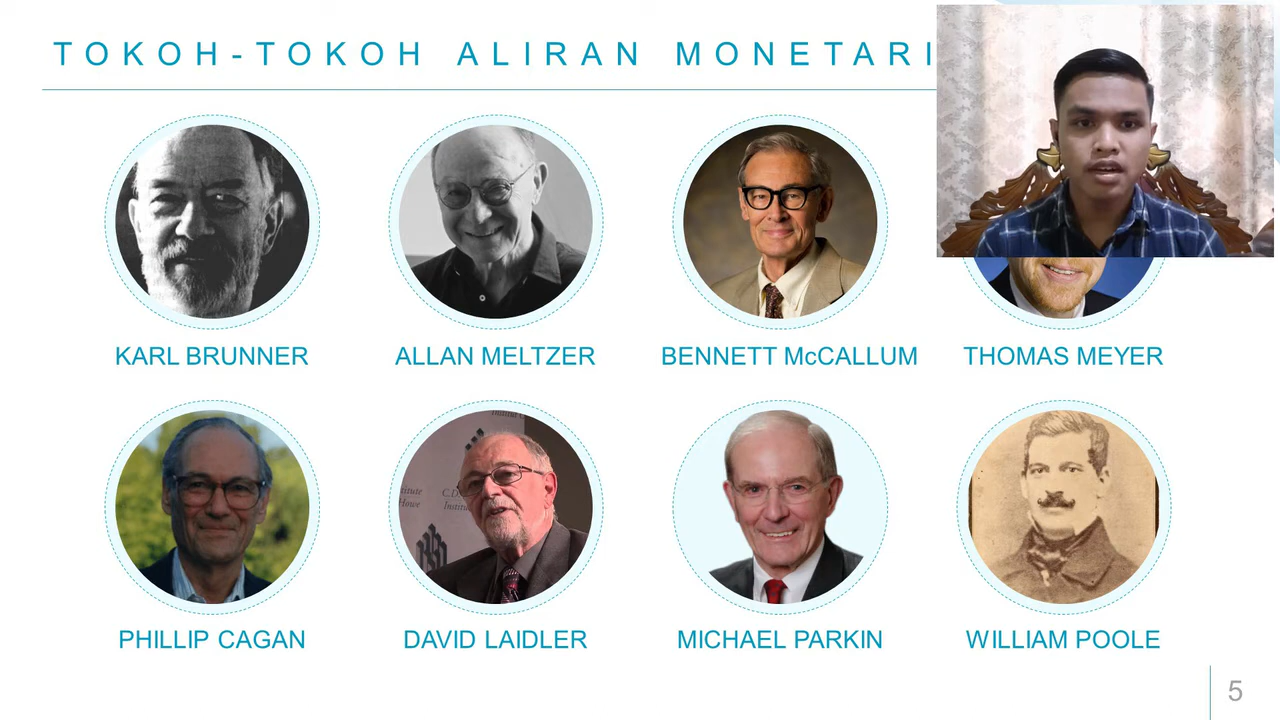 TOKOH-TOKOH ALIRAN MONETARI
KARL BRUNNER
ALLAN MELTZER
BENNETT McCALLUM
THOMAS MEYER
PHILLIP CAGAN
DAVID LAIDLER
MICHAEL PARKIN
WILLIAM POOLE
5